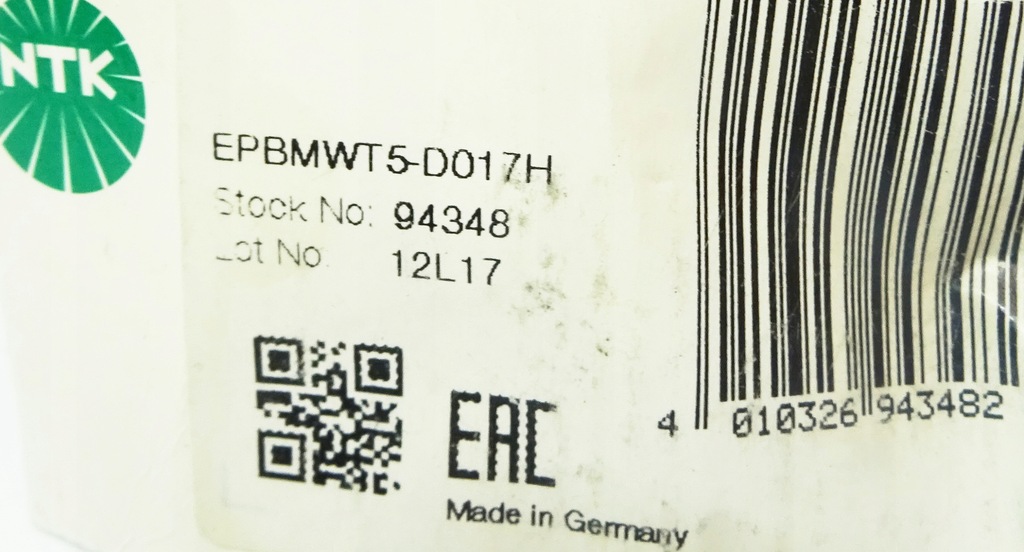 NTK
EPBMWT5-D017H
Stock No: 94348
Lot No. 12L17
EAC
4 010326 943482
Made in Germany